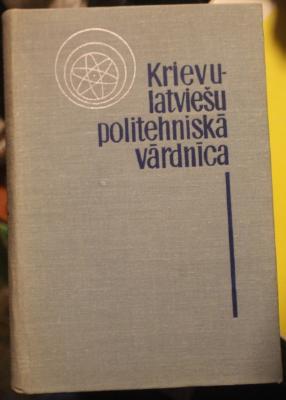 Krievu-
latviešu
politehniskā
vārdnīca